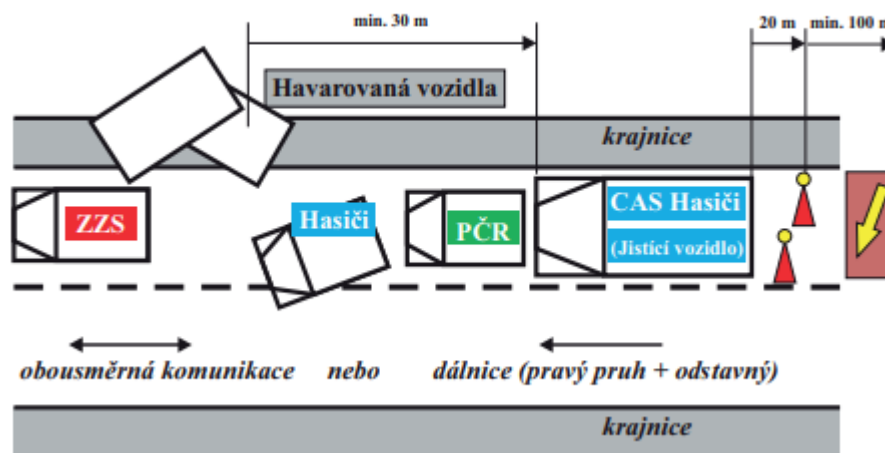 min. 30 m
20 m
min. 100 m
Havarovaná vozidla
krajnice
ZZS
Hasiči
PČR
CAS Hasiči
(Jistící vozidlo)
obousměrná komunikace nebo dálnice (pravý pruh + odstavný)
krajnice